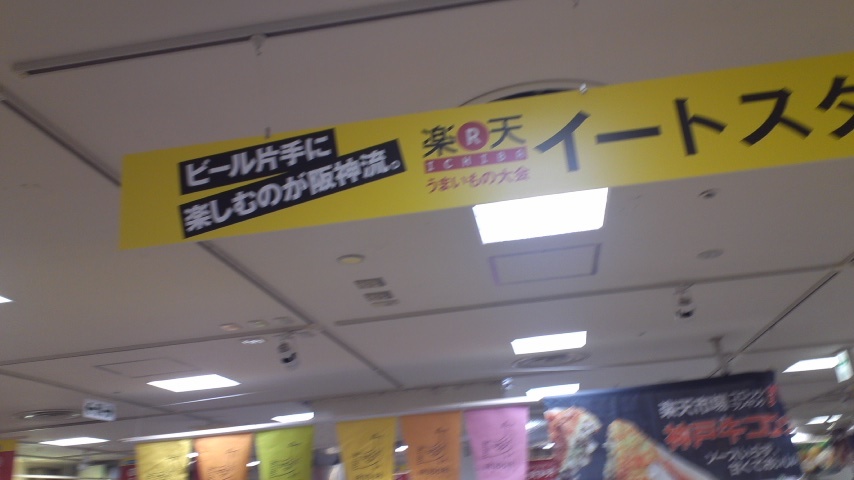 ビール片手に
楽しむのが阪神流。
楽R天
ICHIBA
うまいもの大会
イートスタ
楽天市場
神戸牛コロ